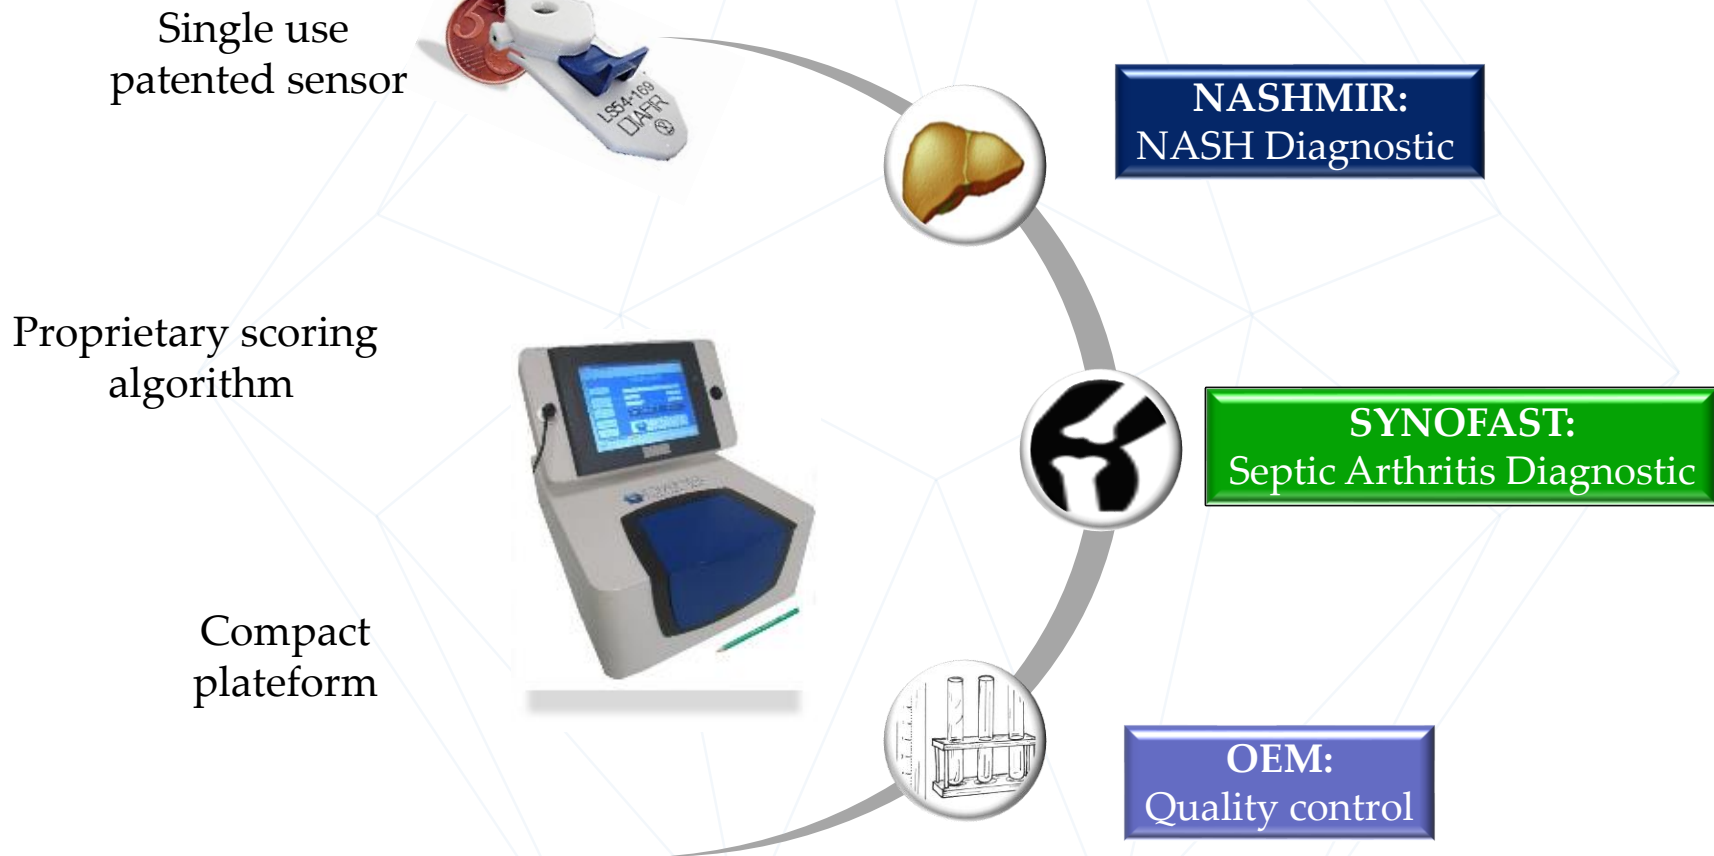 Single use
patented sensor
5
LS54-169
DIAFIR
NASHMIR:
NASH Diagnostic
Proprietary scoring
algorithm
SYNOFAST:
Septic Arthritis Diagnostic
Compact
plateform
OEM:
Quality control